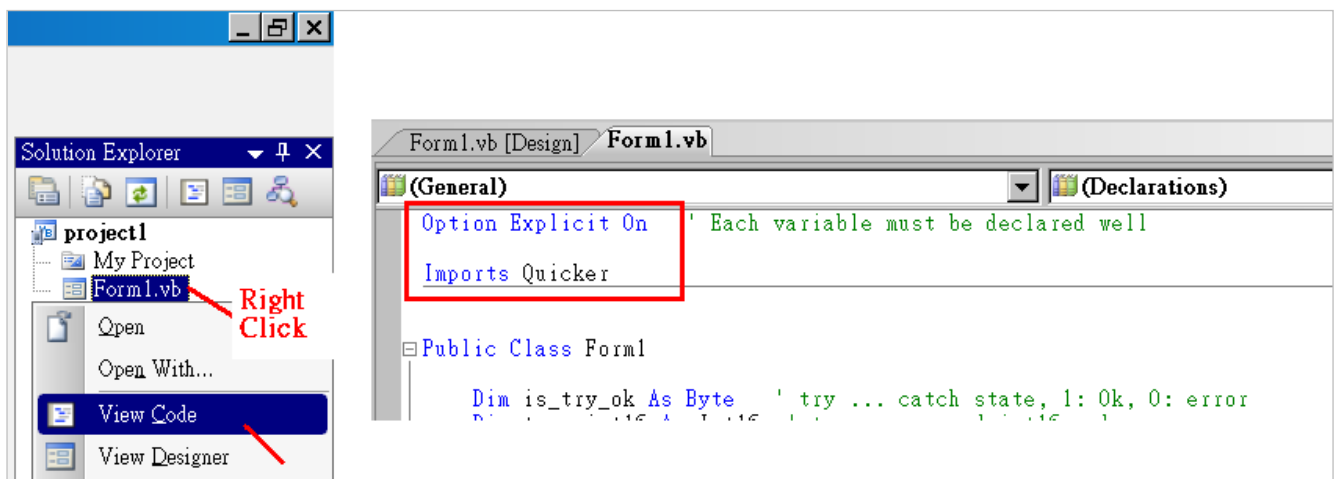 Solution Explorer
project1
My Project
Form1.vb
Right
Click
Open
Open With...
View Code
View Designer
Form1.vb [Design]
Form1.vb
(General)
(Declarations)
Option Explicit On ' Each variable must be declared well
Imports Quicker
Public Class Form1
Dim is_try_ok As Byte ' try ... catch state, 1: Ok, 0: error